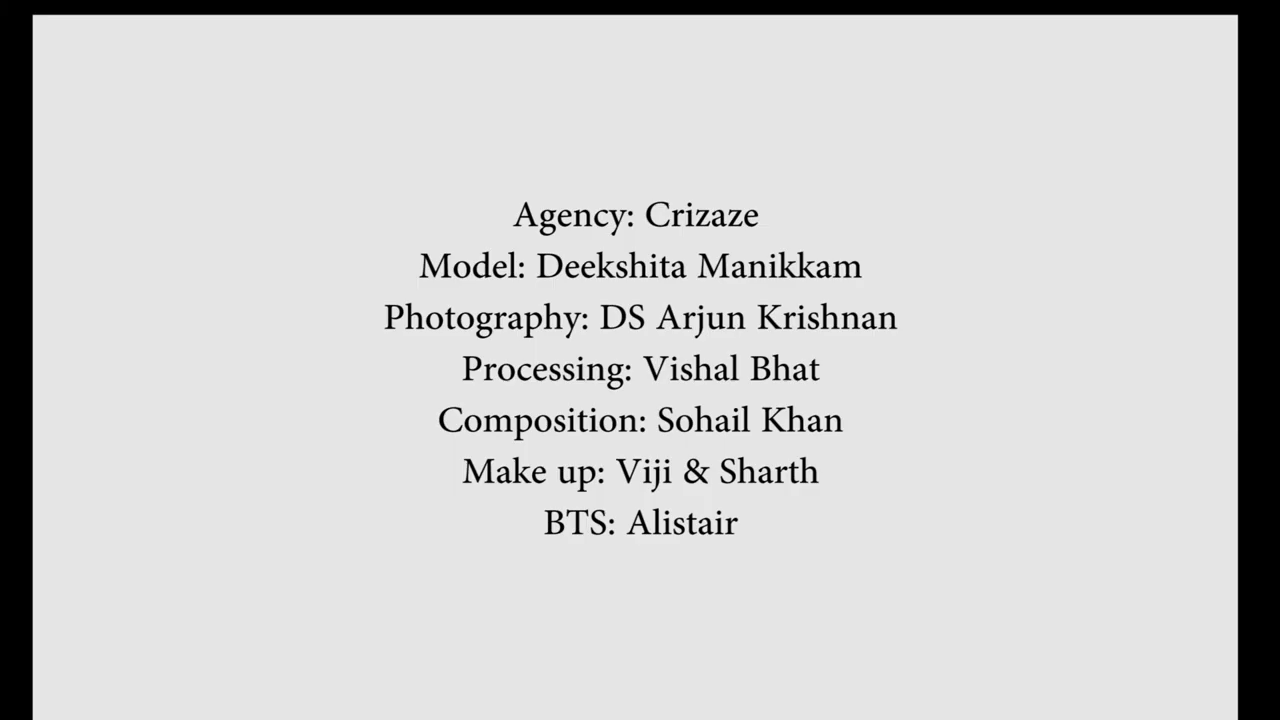 Agency: Crizaze
Model: Deekshita Manikkam
Photography: DS Arjun Krishnan
Processing: Vishal Bhat
Composition: Sohail Khan
Make up: Viji & Sharth
BTS: Alistair